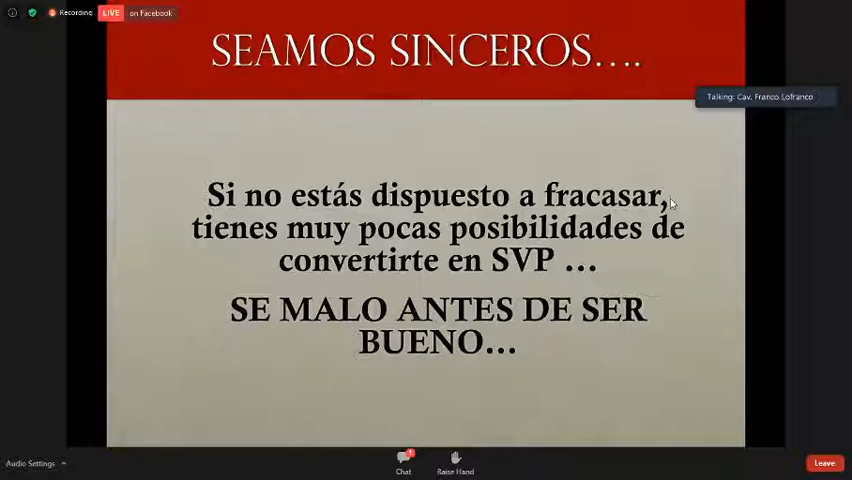 Recording LIVE on Facebook
SEAMOS SINCEROS....
Talking: Cav. Franco Lofranco
Si no estás dispuesto a fracasar,
tienes muy pocas posibilidades de
convertirte en SVP ...
SE MALO ANTES DE SER
BUENO...
Audio Settings
1
Chat
Raise Hand
Leave